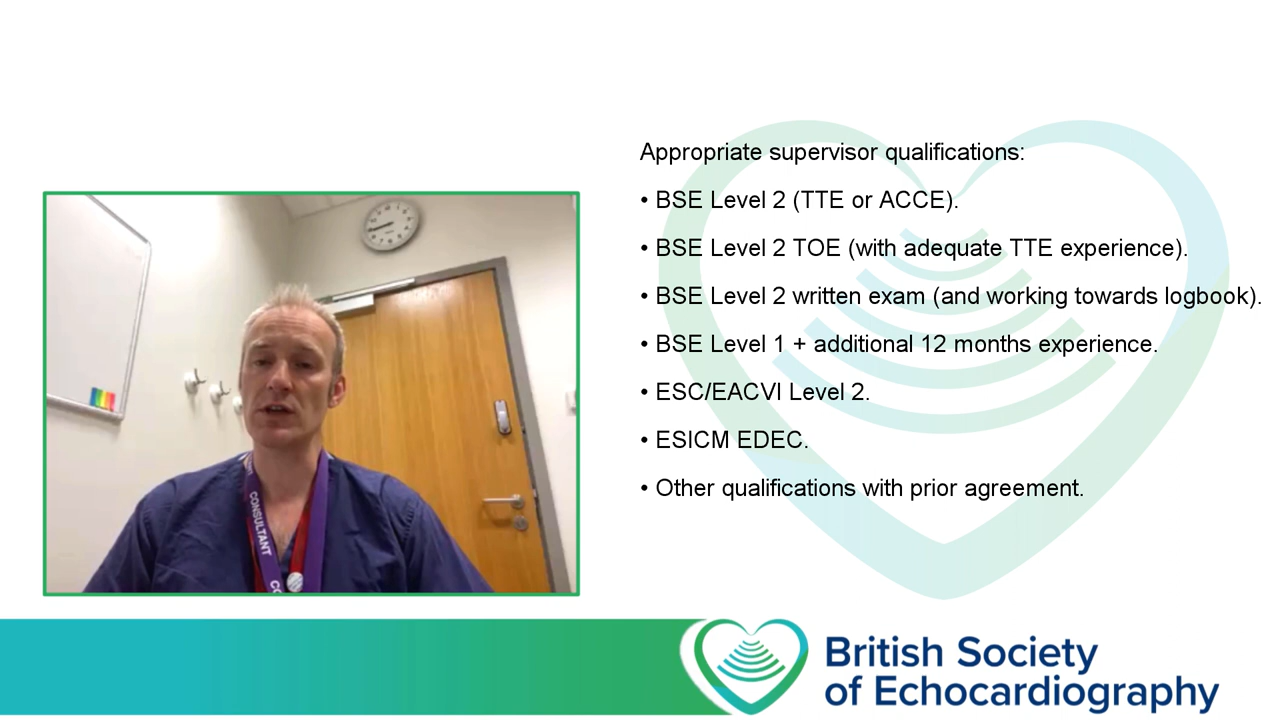 Appropriate supervisor qualifications:
• BSE Level 2 (TTE or ACCE).
• BSE Level 2 TOE (with adequate TTE experience).
• BSE Level 2 written exam (and working towards logbook).
• BSE Level 1 + additional 12 months experience.
• ESC/EACVI Level 2.
• ESICM EDEC.
• Other qualifications with prior agreement.
CONSULTANT
British Society
of Echocardiography